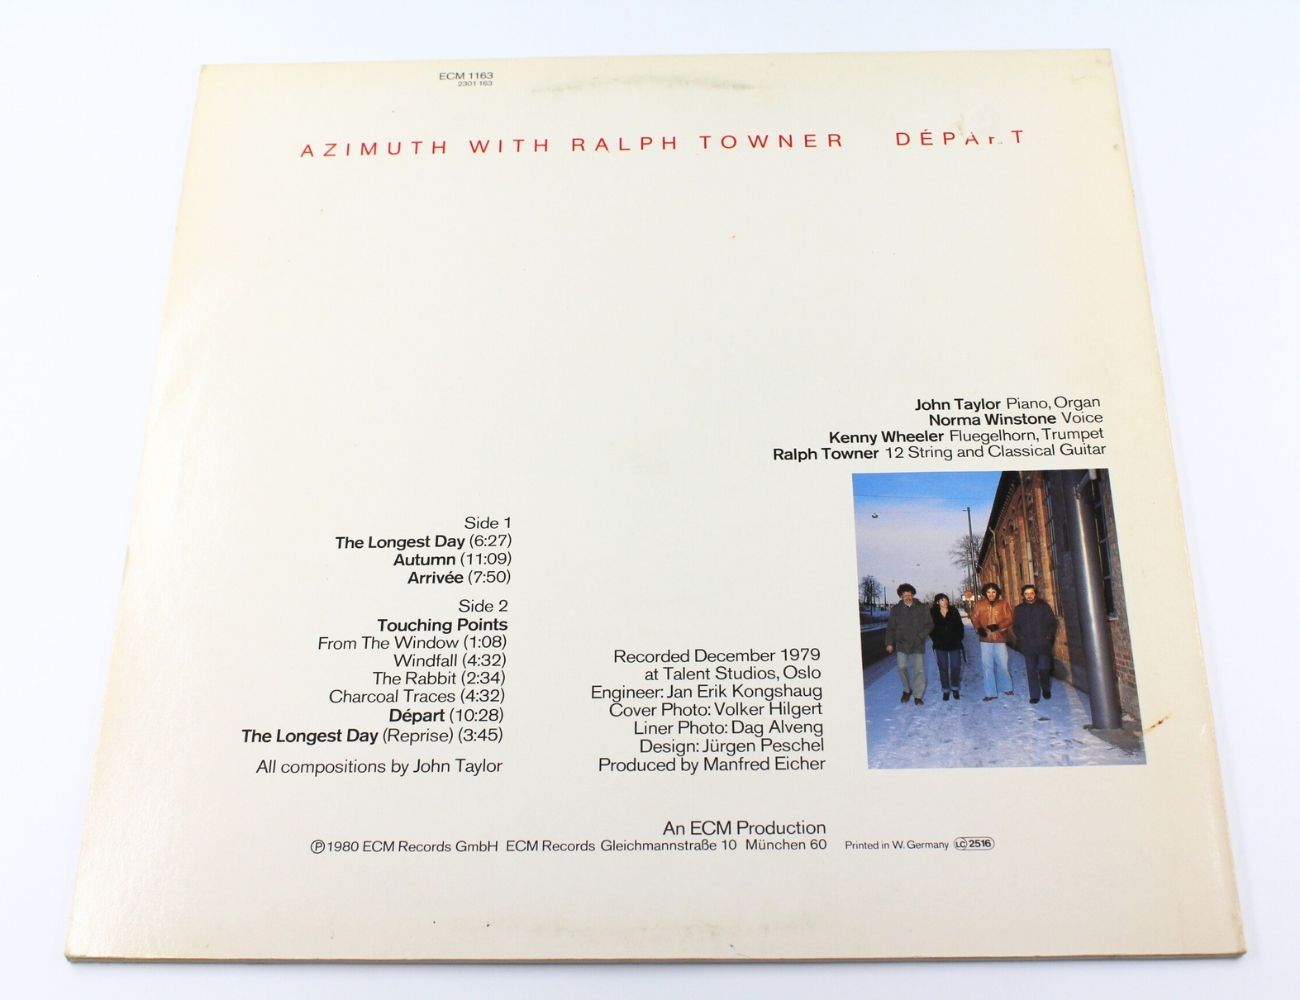 ECM 1163
2301 163
AZIMUTH WITH RALPH TOWNER DÉPART
John Taylor Piano, Organ
Norma Winstone Voice
Kenny Wheeler Fluegelhorn, Trumpet
Ralph Towner 12 String and Classical Guitar
Side 1
The Longest Day (6:27)
Autumn (11:09)
Arrivée (7:50)
Side 2
Touching Points
From The Window (1:08)
Windfall (4:32)
The Rabbit (2:34)
Charcoal Traces (4:32)
Départ (10:28)
The Longest Day (Reprise) (3:45)
All compositions by John Taylor
Recorded December 1979
at Talent Studios, Oslo
Engineer: Jan Erik Kongshaug
Cover Photo: Volker Hilgert
Liner Photo: Dag Alveng
Design: Jürgen Peschel
Produced by Manfred Eicher
An ECM Production
℗ 1980 ECM Records GmbH ECM Records Gleichmannstraße 10 München 60 Printed in W. Germany LC 2516